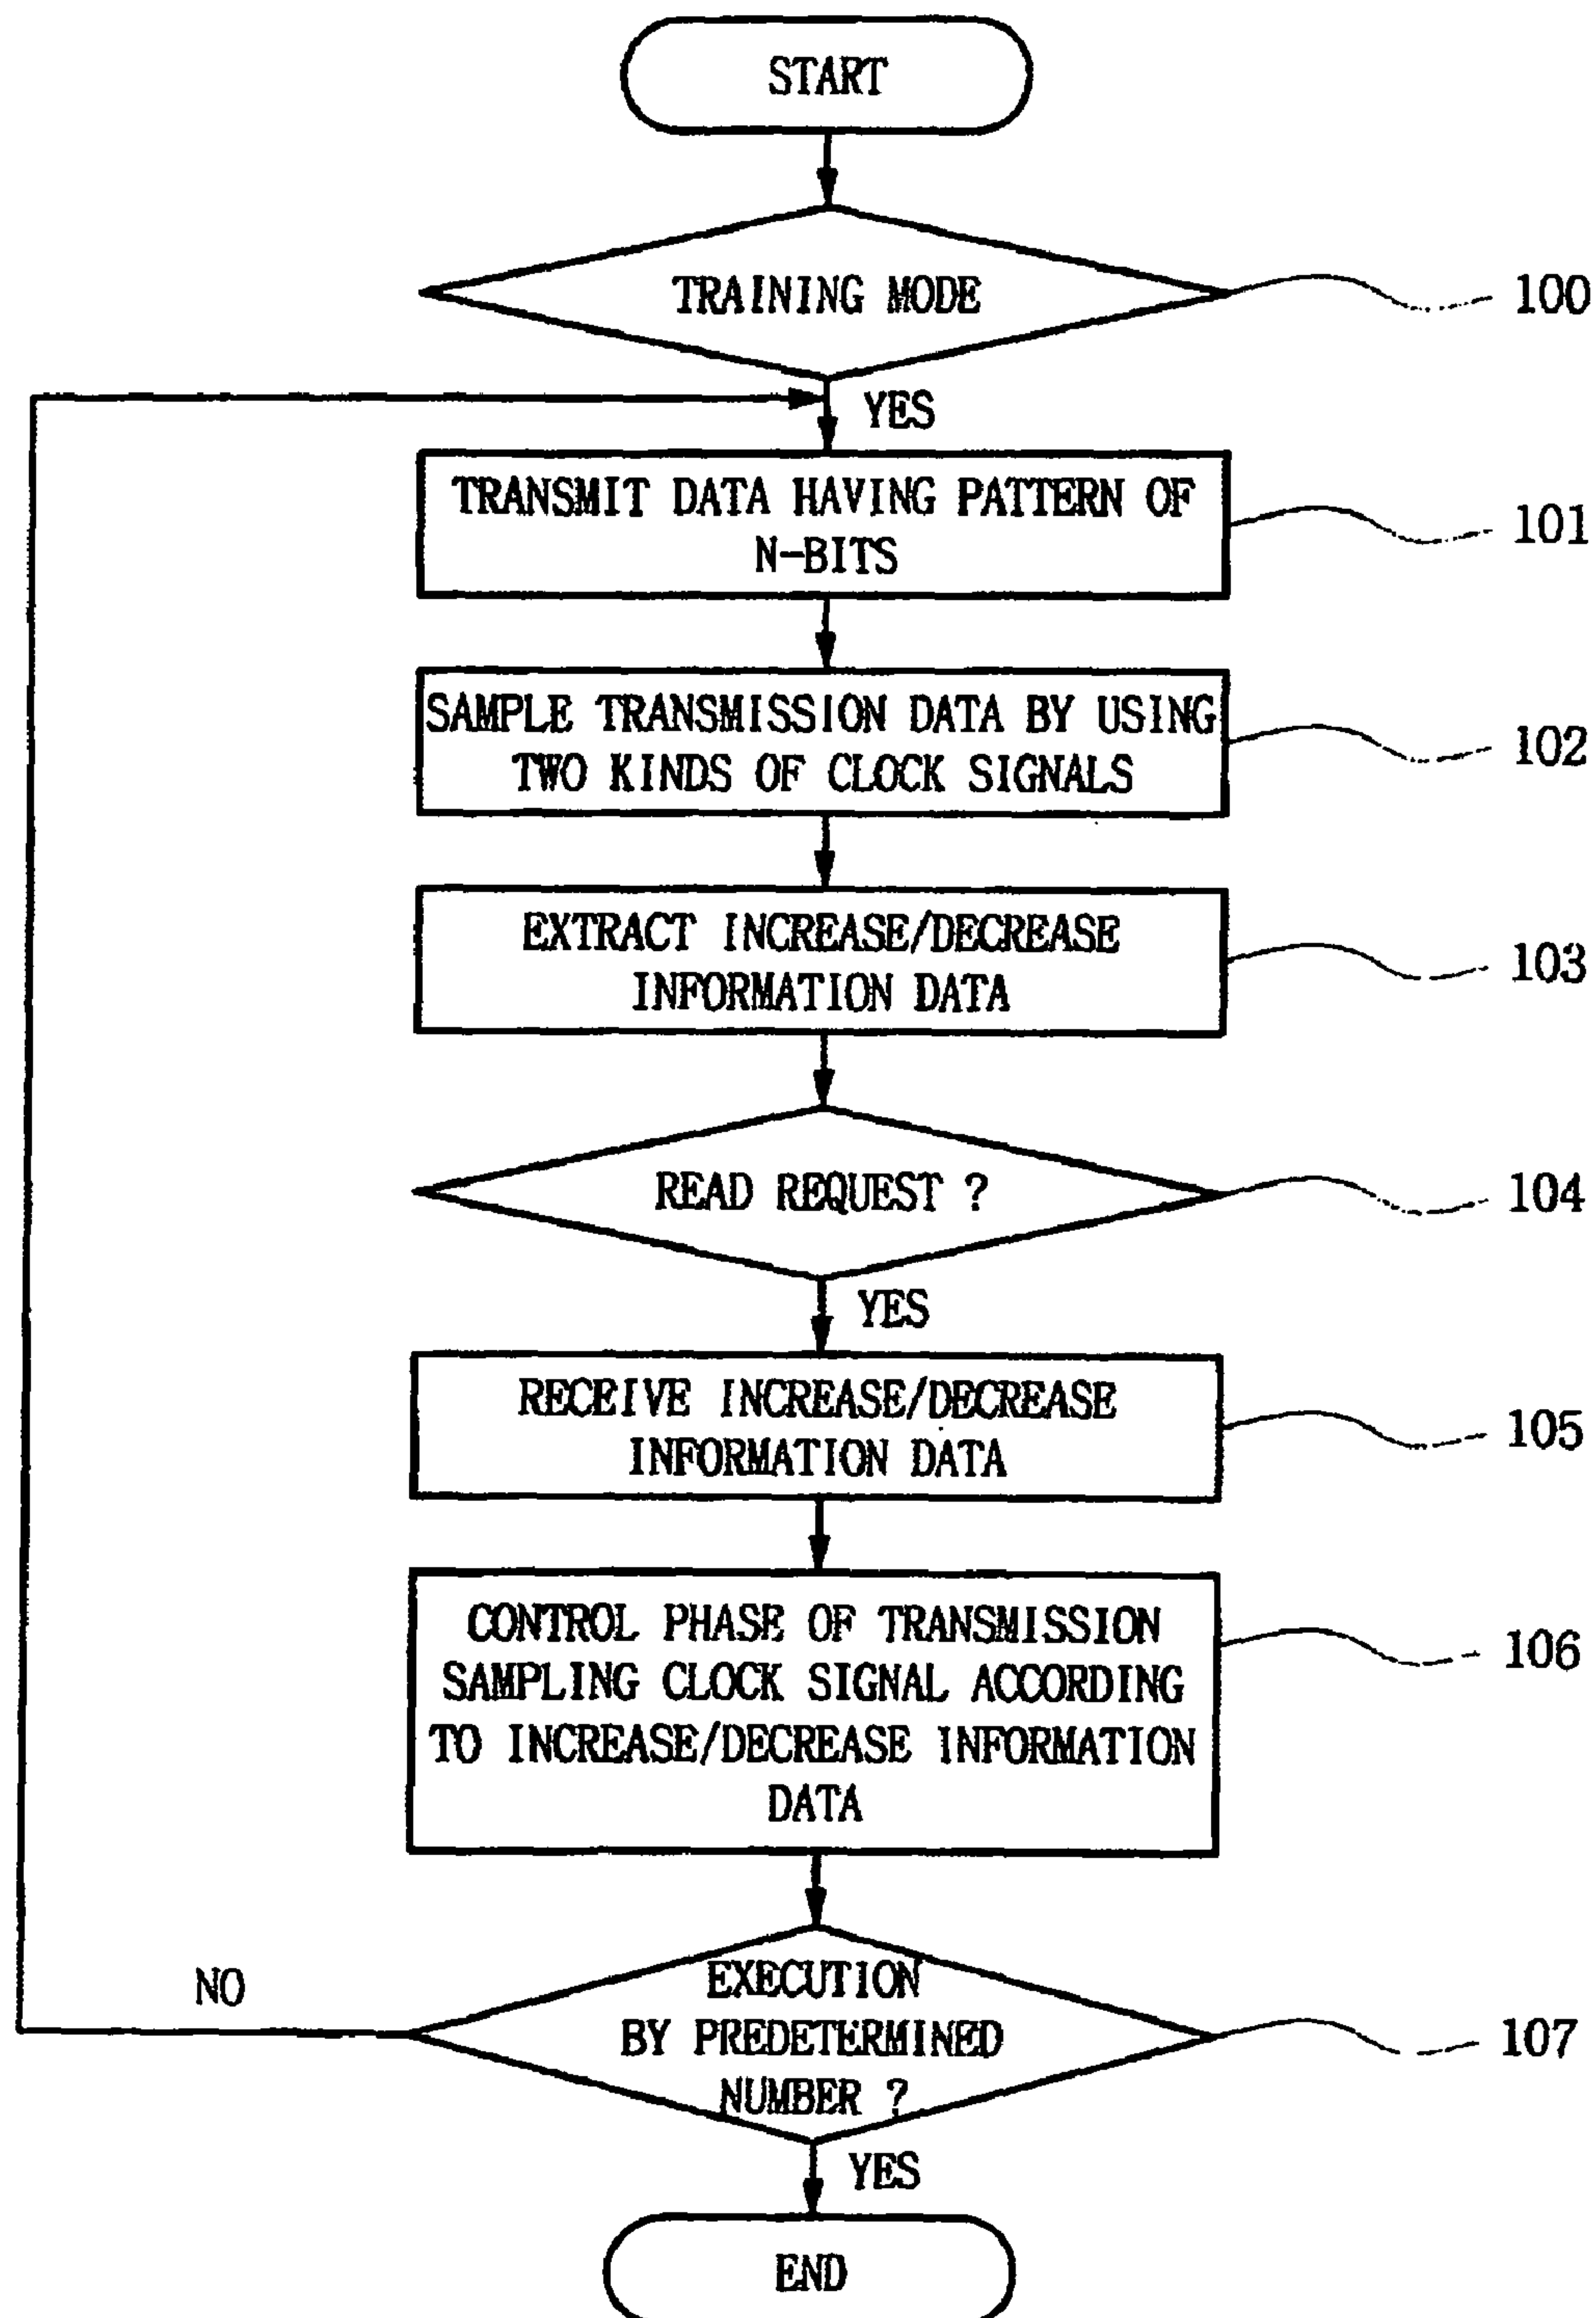 START
TRAINING MODE
100
YES
TRANSMIT DATA HAVING PATTERN OF
N-BITS
101
SAMPLE TRANSMISSION DATA BY USING
TWO KINDS OF CLOCK SIGNALS
102
EXTRACT INCREASE/DECREASE
INFORMATION DATA
103
READ REQUEST ?
104
YES
RECEIVE INCREASE/DECREASE
INFORMATION DATA
105
CONTROL PHASE OF TRANSMISSION
SAMPLING CLOCK SIGNAL ACCORDING
TO INCREASE/DECREASE INFORMATION
DATA
106
NO
EXECUTION
BY PREDETERMINED
NUMBER ?
107
YES
END